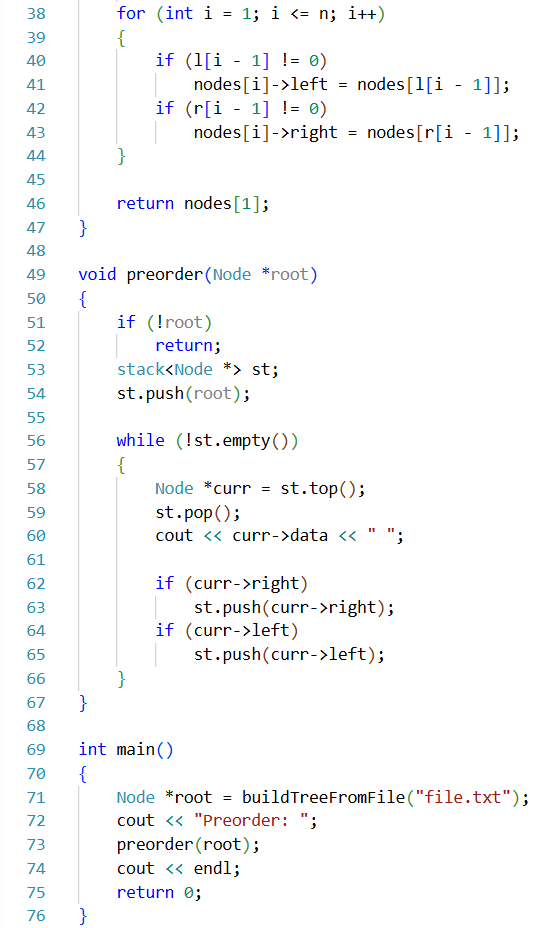 38 for (int i = 1; i <= n; i++)
39 {
40 if (l[i - 1] != 0)
41 nodes[i]->left = nodes[l[i - 1]];
42 if (r[i - 1] != 0)
43 nodes[i]->right = nodes[r[i - 1]];
44 }
45
46 return nodes[1];
47 }
48
49 void preorder(Node *root)
50 {
51 if (!root)
52 return;
53 stack<Node *> st;
54 st.push(root);
55
56 while (!st.empty())
57 {
58 Node *curr = st.top();
59 st.pop();
60 cout << curr->data << " ";
61
62 if (curr->right)
63 st.push(curr->right);
64 if (curr->left)
65 st.push(curr->left);
66 }
67 }
68
69 int main()
70 {
71 Node *root = buildTreeFromFile("file.txt");
72 cout << "Preorder: ";
73 preorder(root);
74 cout << endl;
75 return 0;
76 }